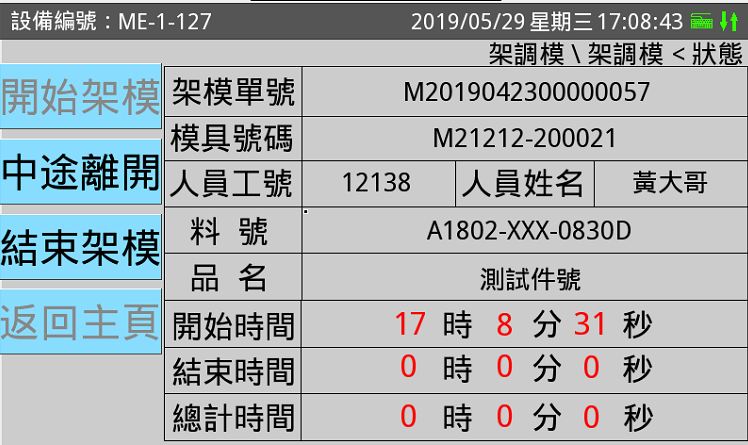 設備編號：ME-1-127 2019/05/29 星期三 17:08:43
架調模 \ 架調模 < 狀態
開始架模
中途離開
結束架模
返回主頁
架模單號 M2019042300000057
模具號碼 M21212-200021
人員工號 12138 人員姓名 黃大哥
料 號 A1802-XXX-0830D
品 名 測試件號
開始時間 17 時 8 分 31 秒
結束時間 0 時 0 分 0 秒
總計時間 0 時 0 分 0 秒